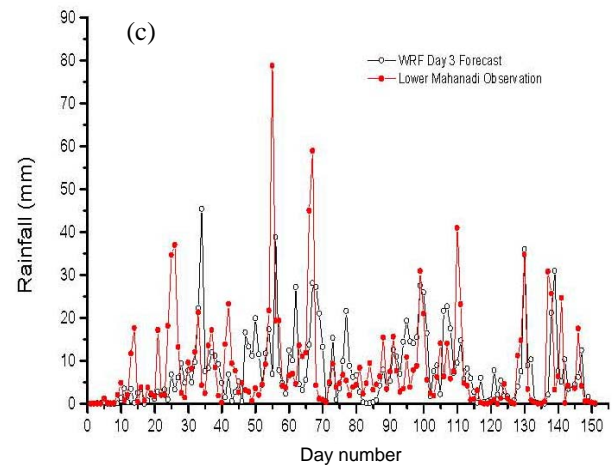 (c)
WRF Day 3 Forecast
Lower Mahanadi Observation
Rainfall (mm)
90
80
70
60
50
40
30
20
10
0
0 10 20 30 40 50 60 70 80 90 100 110 120 130 140 150
Day number